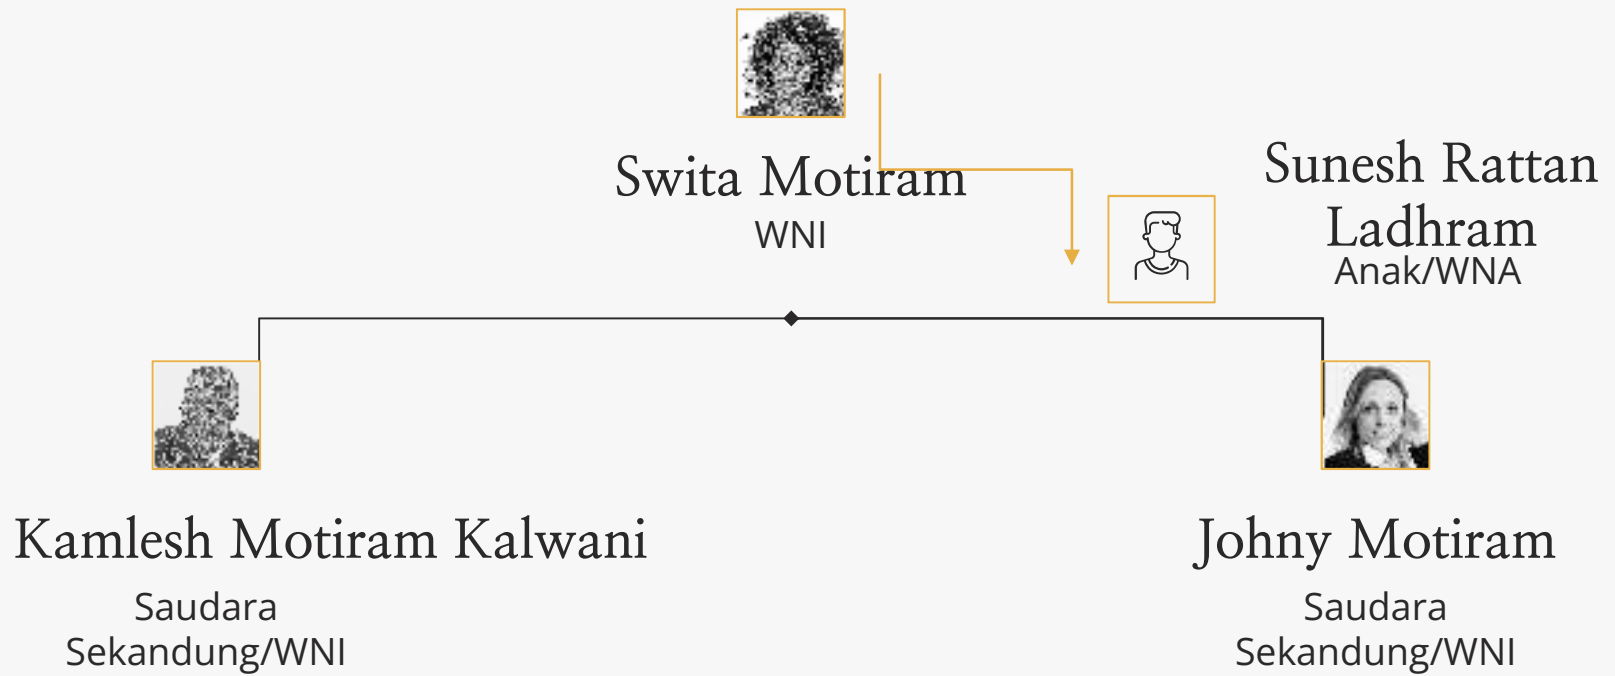 Swita Motiram
WNI
Sunesh Rattan
Ladhram
Anak/WNA
Kamlesh Motiram Kalwani
Saudara
Sekandung/WNI
Johny Motiram
Saudara
Sekandung/WNI